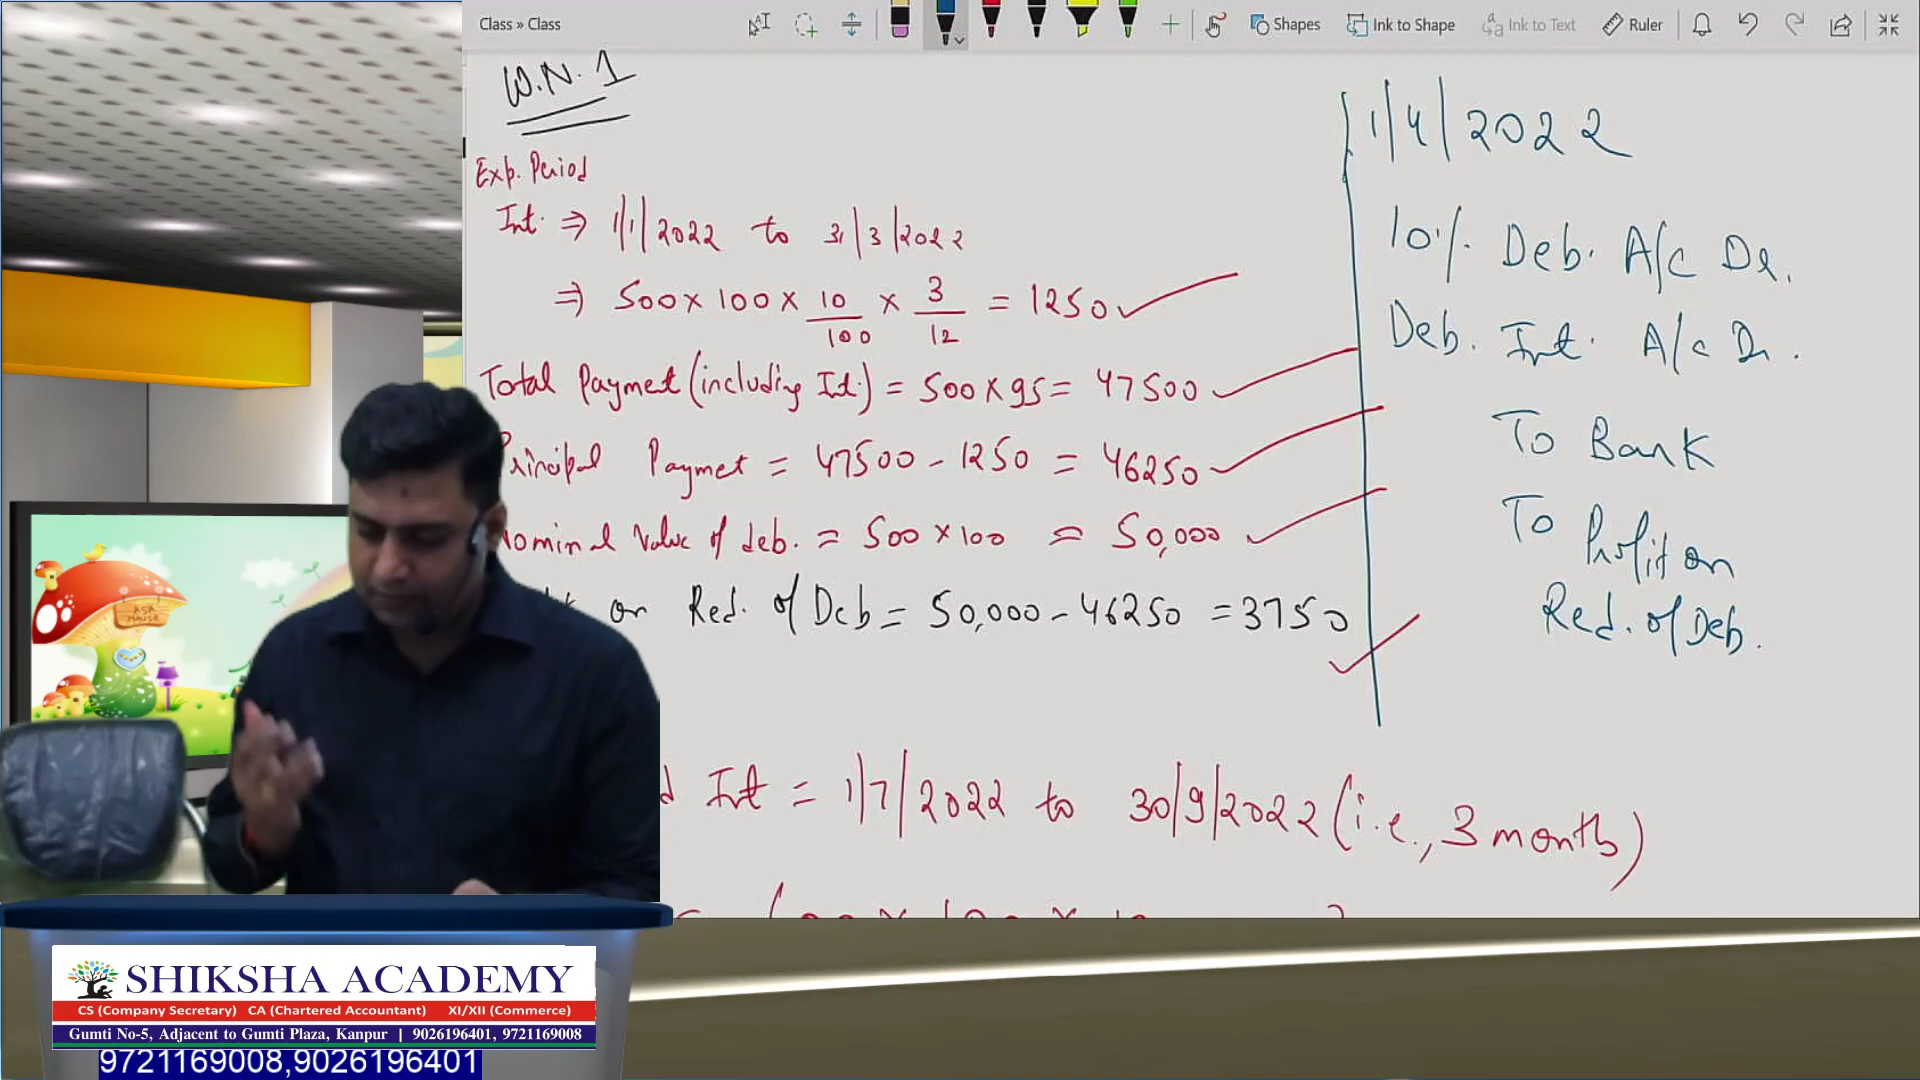 Class » Class
Shapes
Ink to Shape
Ink to Text
Ruler
W.N. 1
Exp. Period
Int. ⇒ 1/1/2022 to 31/3/2022
⇒ 500 × 100 × 10/100 × 3/12 = 1250
Total Payment (including Int.) = 500 × 95 = 47500
Principal Paymet = 47500 - 1250 = 46250
Nominal Value of deb. = 500 × 100 = 50,000
on Red. of Deb = 50,000 - 46250 = 3750
Int = 1/7/2022 to 30/9/2022 (i.e., 3 month)
1/4/2022
10% Deb. A/c Dr.
Deb. Int. A/c Dr.
To Bank
To Profit on
Red. of Deb.
SHIKSHA ACADEMY
CS (Company Secretary) CA (Chartered Accountant) XI/XII (Commerce)
Gumti No-5, Adjacent to Gumti Plaza, Kanpur | 9026196401, 9721169008
9721169008,9026196401